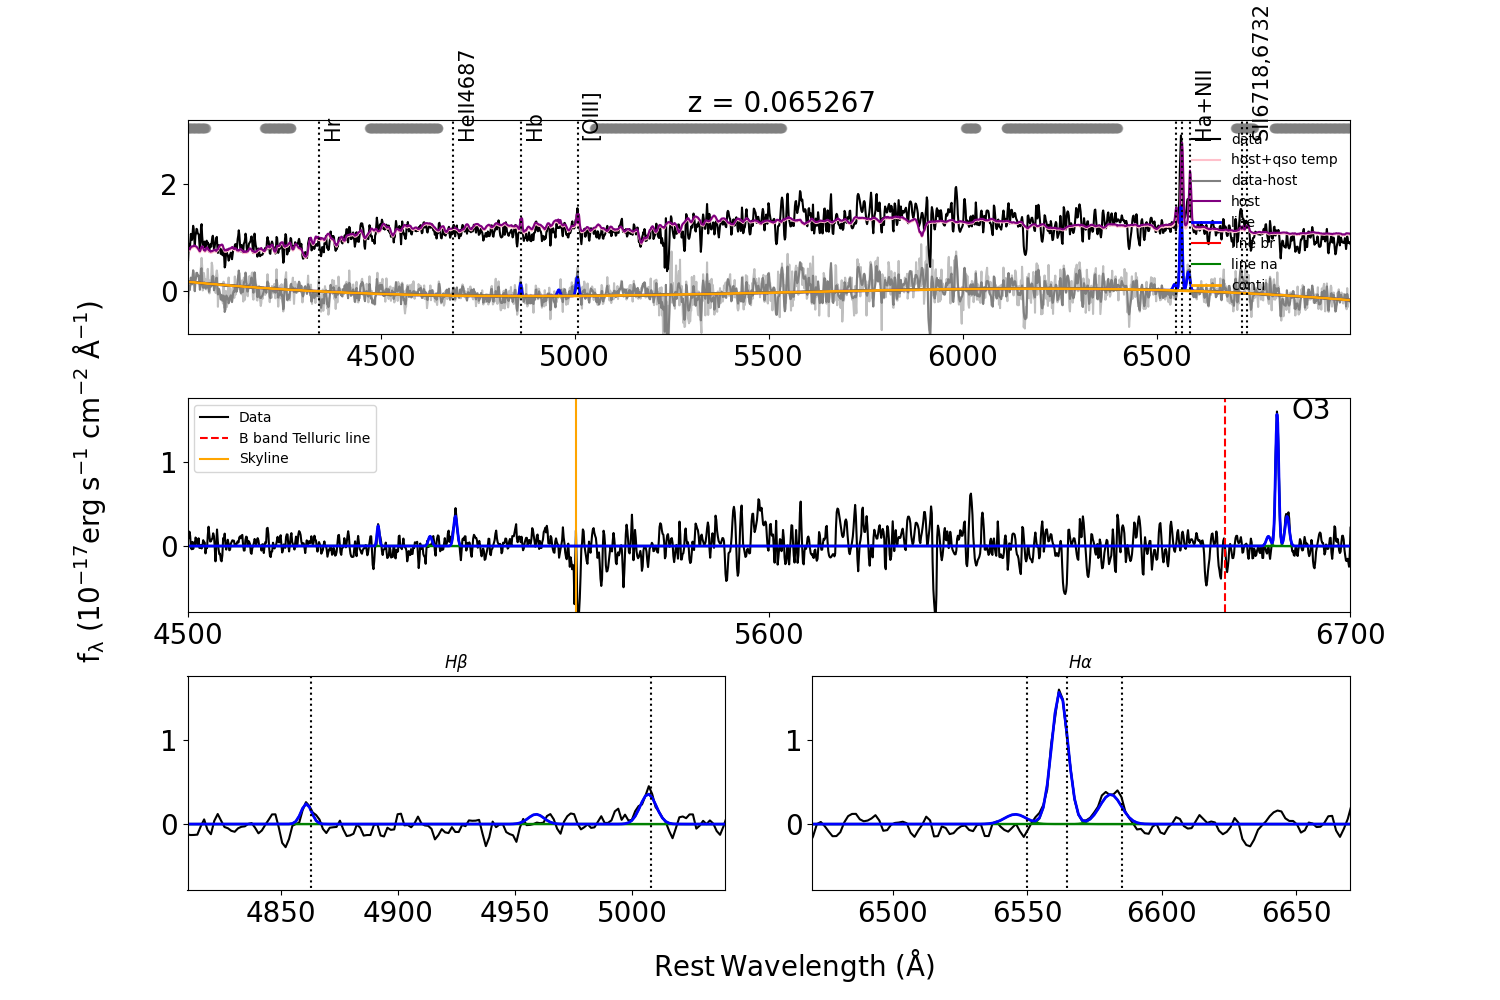 z = 0.065267
Hr
HeII4687
Hb
[OIII]
Ha+NII
SII6718,6732
data
host+qso temp
data-host
host
line
line br
line na
conti
2
0
4500
5000
5500
6000
6500
Data
B band Telluric line
Skyline
O3
1
0
4500
5600
6700
Hβ
Hα
1
0
4850
4900
4950
5000
1
0
6500
6550
6600
6650
fλ (10−17erg s−1 cm−2 Å−1)
Rest Wavelength (Å)